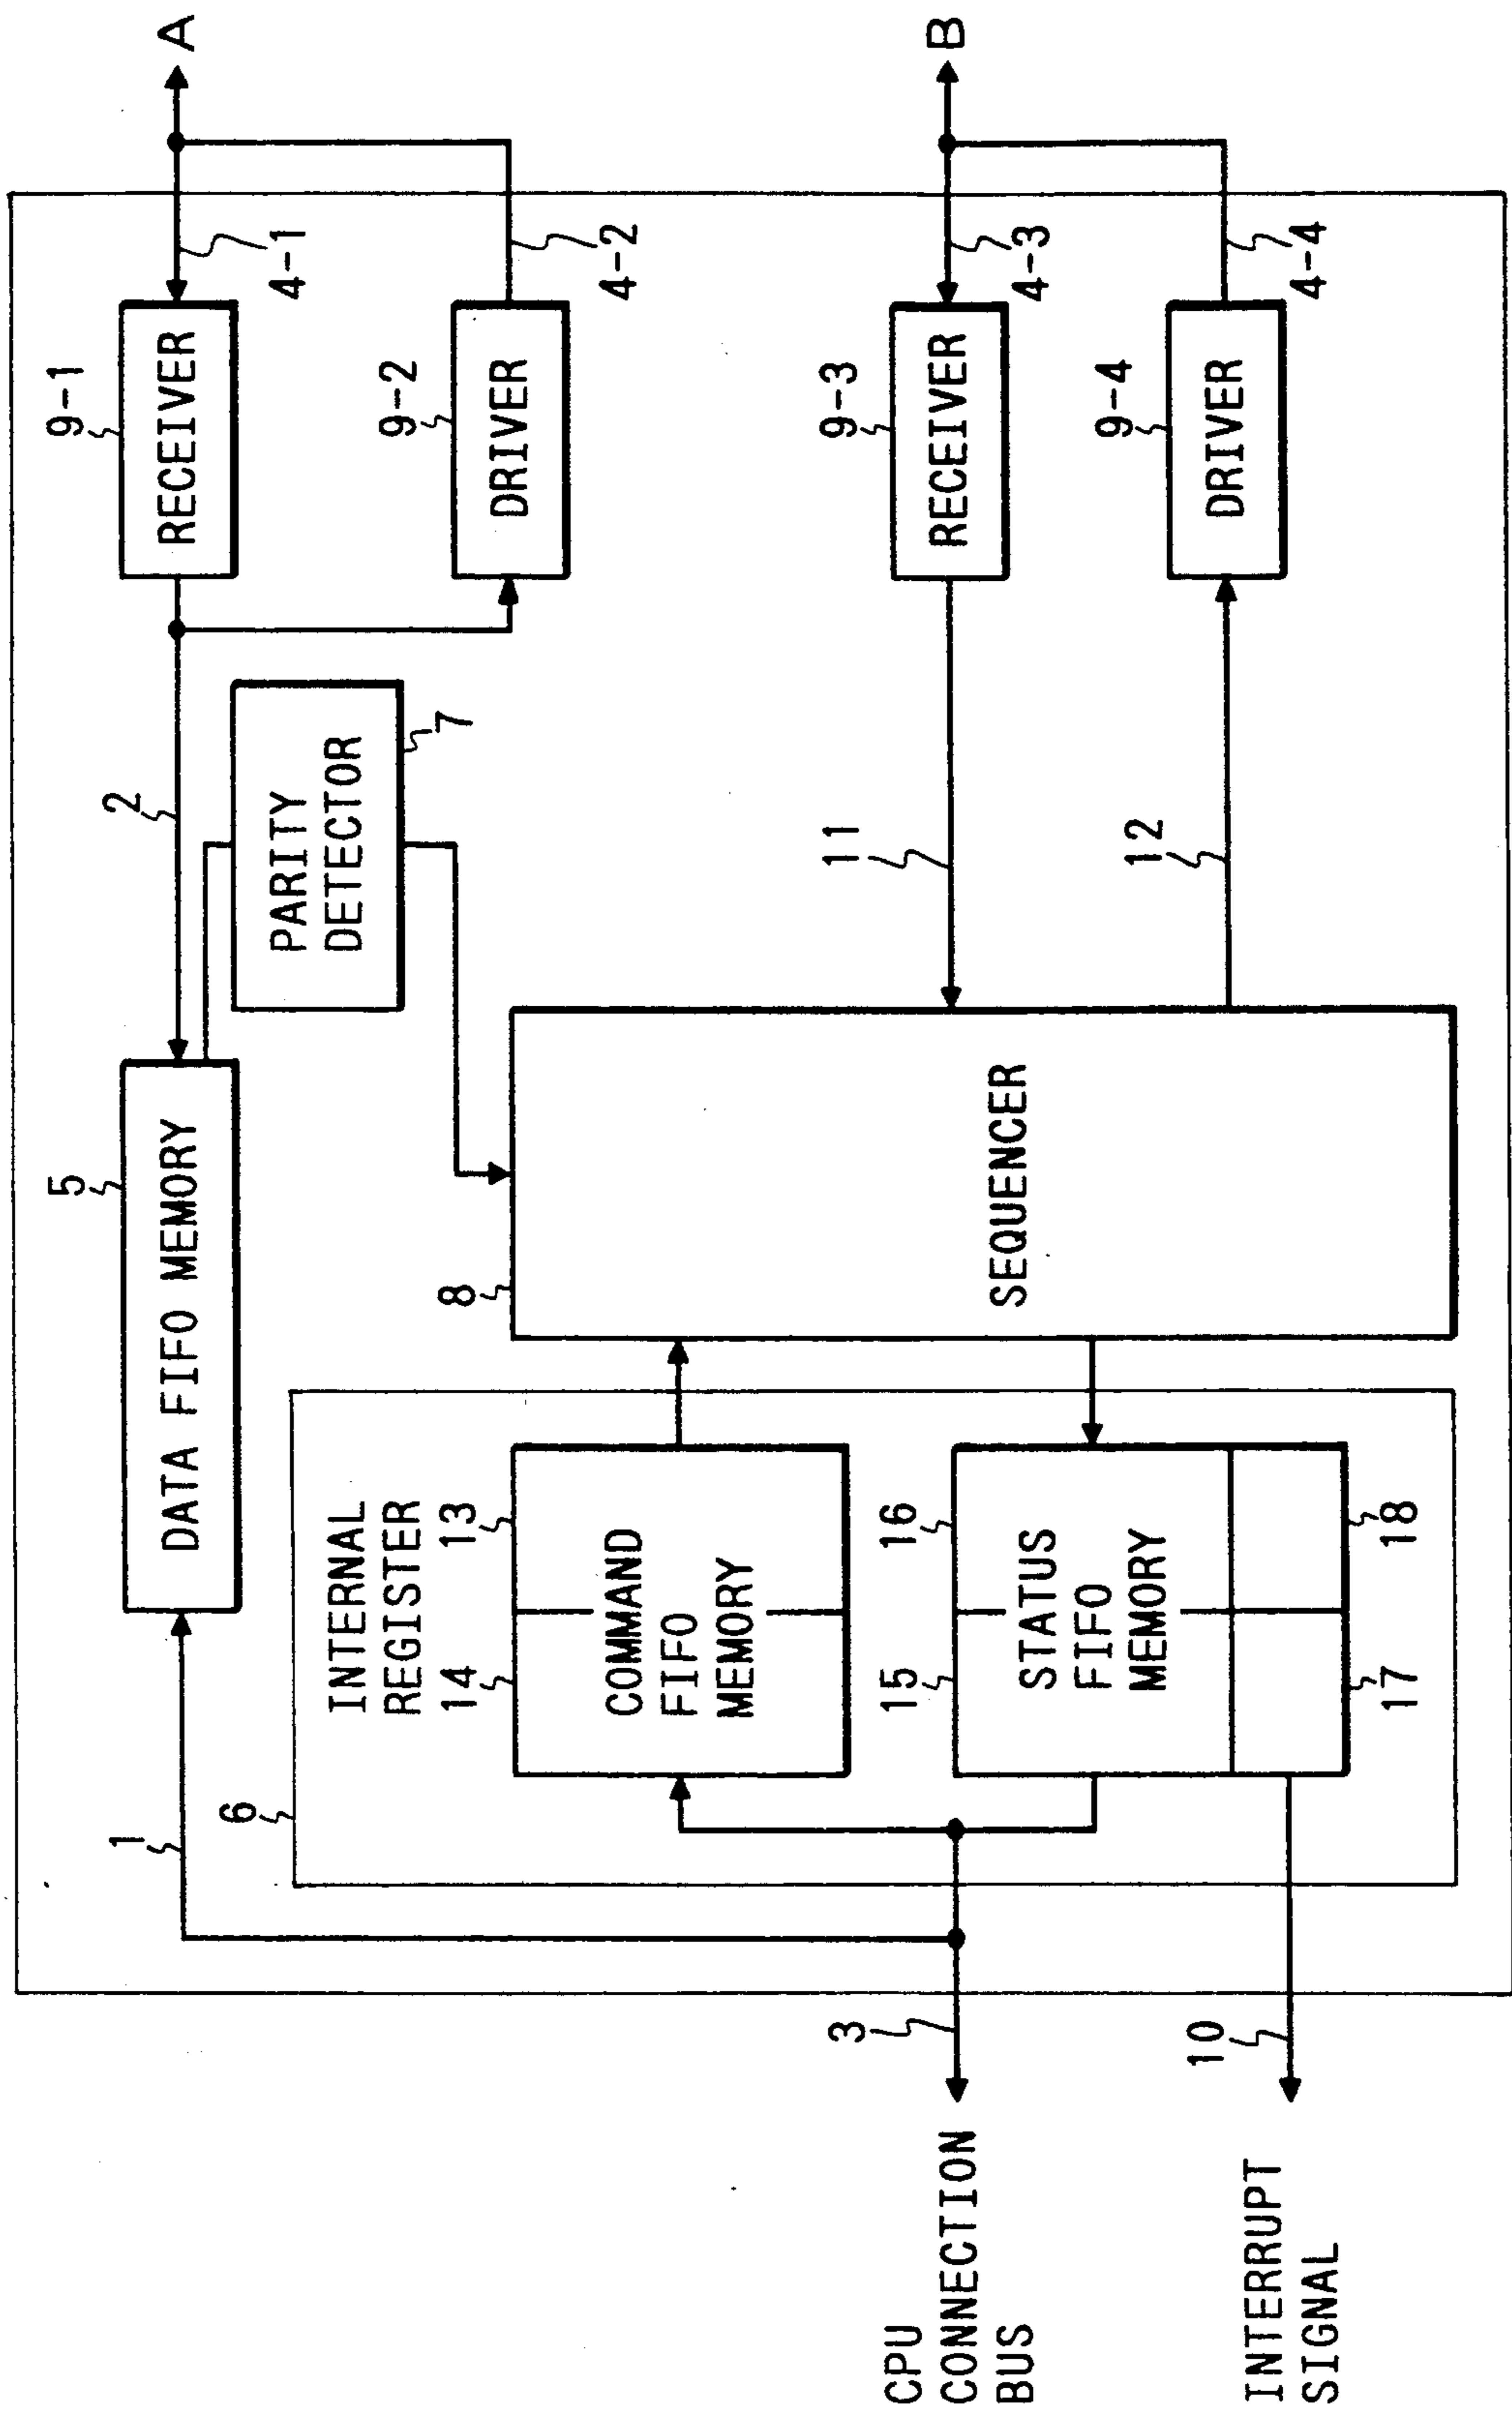 A
4-1
RECEIVER
9-1
4-2
DRIVER
9-2
B
4-3
RECEIVER
9-3
4-4
DRIVER
9-4
2
PARITY
DETECTOR
7
11
12
5
DATA FIFO MEMORY
8
SEQUENCER
INTERNAL
REGISTER
13
14
COMMAND
FIFO
MEMORY
16
15
STATUS
FIFO
MEMORY
18
17
6
1
3
10
CPU
CONNECTION
BUS
INTERRUPT
SIGNAL